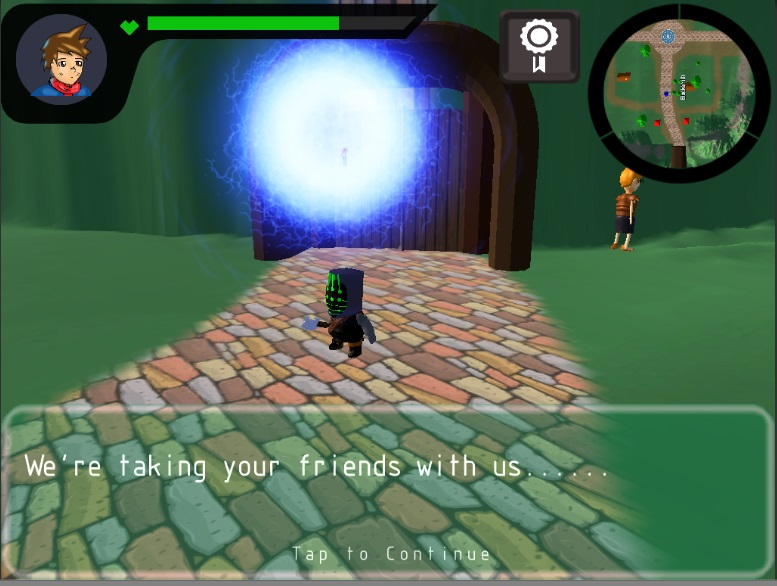 We're taking your friends with us......
Tap to Continue